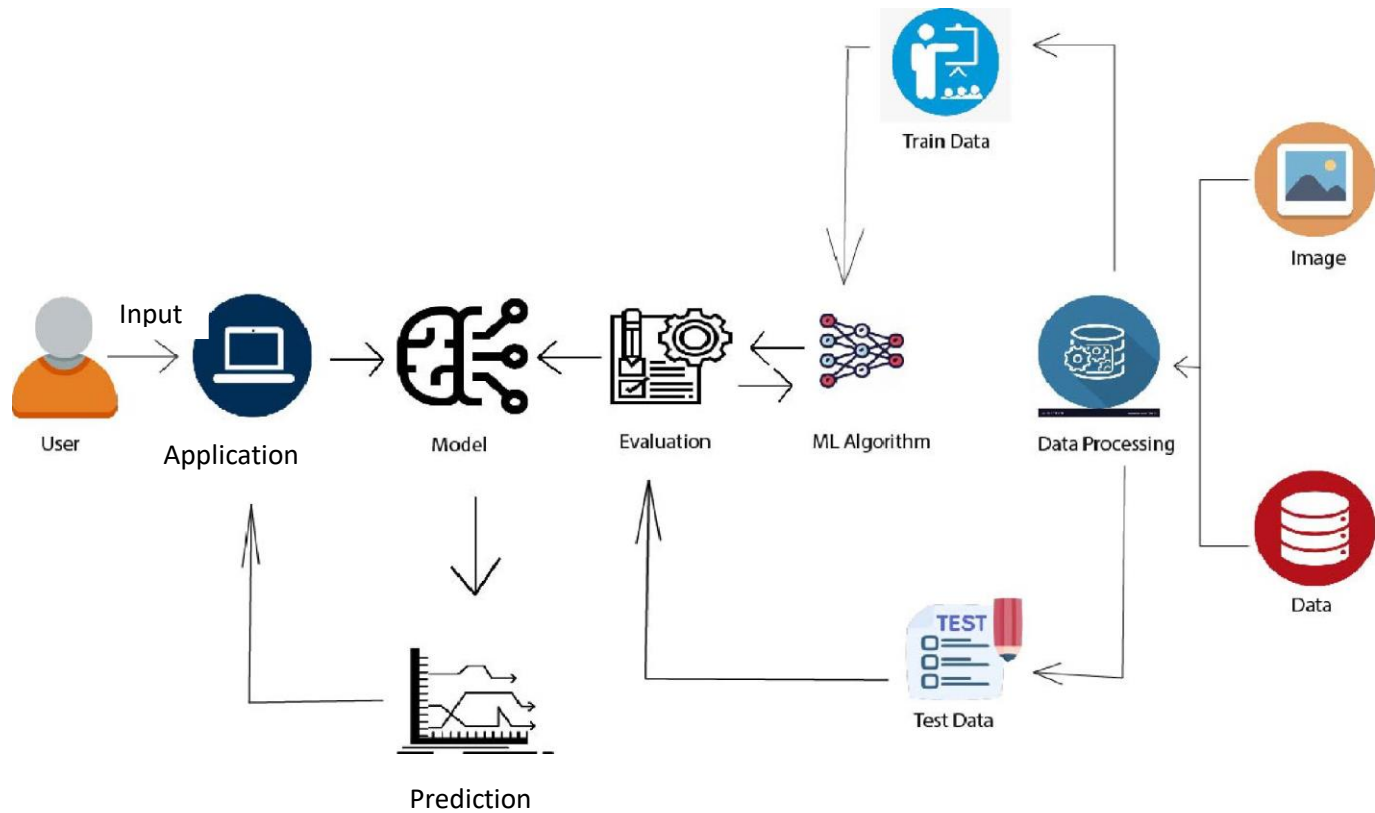 Train Data
Image
Input
User
Application
Model
Evaluation
ML Algorithm
Data Processing
Data
TEST
Test Data
Prediction